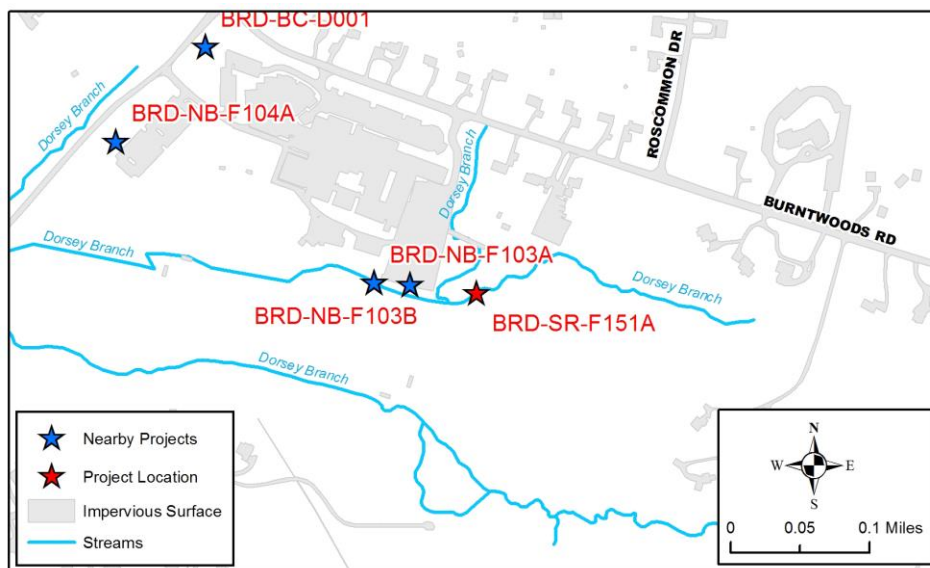 BRD-BC-D001
ROSCOMMON DR
Dorsey Branch
BRD-NB-F104A
Dorsey Branch
BURNTWOODS RD
Dorsey Branch
BRD-NB-F103A
Dorsey Branch
BRD-NB-F103B
BRD-SR-F151A
Dorsey Branch
Nearby Projects
Project Location
Impervious Surface
Streams
N
W E
S
0 0.05 0.1 Miles